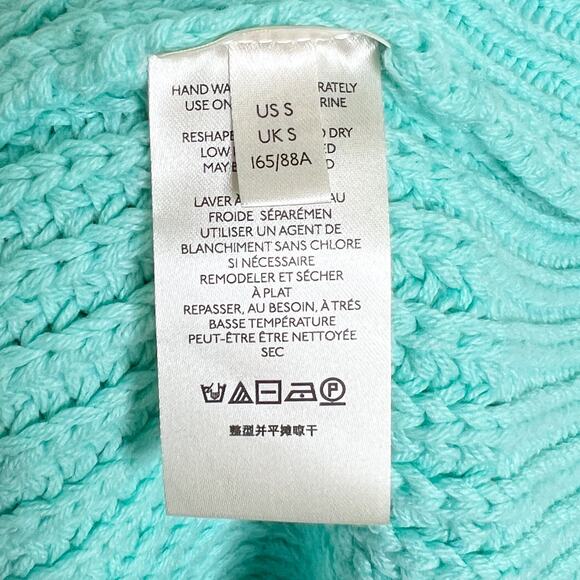 HAND WA RATELY
USE ON RINE
RESHAPE O DRY
LOW ED
MAY B D
US S
UK S
165/88A
LAVER A AU
FROIDE SÉPARÉMEN
UTILISER UN AGENT DE
BLANCHIMENT SANS CHLORE
SI NÉCESSAIRE
REMODELER ET SÉCHER
À PLAT
REPASSER, AU BESOIN, À TRÉS
BASSE TEMPÉRATURE
PEUT-ÊTRE ÊTRE NETTOYÉE
SEC
P
整型并平摊晾干